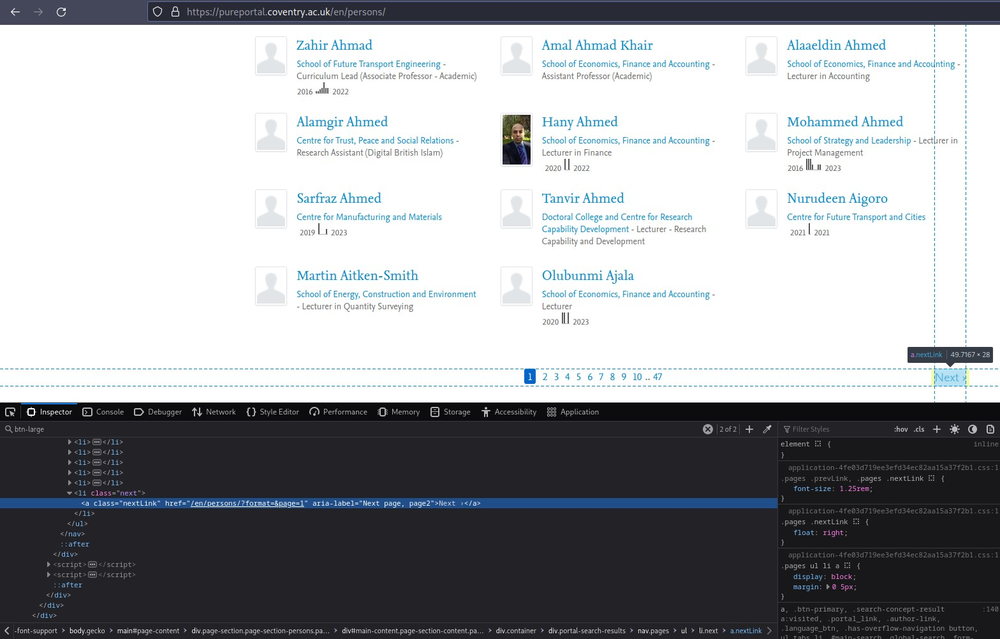 https://pureportal.coventry.ac.uk/en/persons/
Zahir Ahmad
School of Future Transport Engineering -
Curriculum Lead (Associate Professor - Academic)
2016 2022
Amal Ahmad Khair
School of Economics, Finance and Accounting -
Assistant Professor (Academic)
Alaaeldin Ahmed
School of Economics, Finance and Accounting -
Lecturer in Accounting
Alamgir Ahmed
Centre for Trust, Peace and Social Relations -
Research Assistant (Digital British Islam)
Hany Ahmed
School of Economics, Finance and Accounting -
Lecturer in Finance
2020 2022
Mohammed Ahmed
School of Strategy and Leadership - Lecturer in
Project Management
2016 2023
Sarfraz Ahmed
Centre for Manufacturing and Materials
2019 2023
Tanvir Ahmed
Doctoral College and Centre for Research
Capability Development - Lecturer - Research
Capability and Development
Nurudeen Aigoro
Centre for Future Transport and Cities
2021 2021
Martin Aitken-Smith
School of Energy, Construction and Environment
- Lecturer in Quantity Surveying
Olubunmi Ajala
School of Economics, Finance and Accounting -
Lecturer
2020 2023
a.nextLink 49.7167 × 28
1 2 3 4 5 6 7 8 9 10 .. 47
Next ›
Inspector Console Debugger Network Style Editor Performance Memory Storage Accessibility Application
btn-large 2 of 2
<li></li>
<li></li>
<li></li>
<li></li>
<li></li>
<li class="next">
<a class="nextLink" href="/en/persons/?format=&page=1" aria-label="Next page, page2">Next ›</a>
</li>
</ul>
</nav>
::after
</div>
<script></script>
<script></script>
::after
</div>
</div>
</div>
-font-support body.gecko main#page-content div.page-section.page-section-persons.pa… div#main-content.page-section-content.pa… div.container div.portal-search-results nav.pages ul li.next a.nextLink
Filter Styles :hov .cls +
element { inline
}
application-4fe03d719ee3efd34ec82aa15a37f2b1.css:1
.pages .prevLink, .pages .nextLink {
font-size: 1.25rem;
}
application-4fe03d719ee3efd34ec82aa15a37f2b1.css:1
.pages .nextLink {
float: right;
}
application-4fe03d719ee3efd34ec82aa15a37f2b1.css:1
.pages ul li a {
display: block;
margin: 0 5px;
}
a, .btn-primary, .search-concept-result :140
a:visited, .portal_link, .author-link,
.language_btn, .has-overflow-navigation button,
ul.tabs li, #main-search .global-search .form-